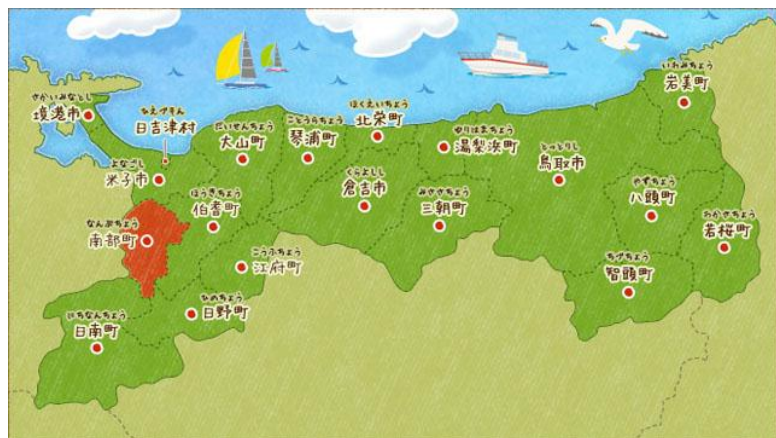 いわみちょう
岩美町
さかいみなとし
境港市
ひえづそん
日吉津村
だいせんちょう
大山町
ことうらちょう
琴浦町
ほくえいちょう
北栄町
ゆりはまちょう
湯梨浜町
とっとりし
鳥取市
よなごし
米子市
ほうきちょう
伯耆町
くらよしし
倉吉市
みささちょう
三朝町
やずちょう
八頭町
わかさちょう
若桜町
なんぶちょう
南部町
こうふちょう
江府町
ちづちょう
智頭町
ひのちょう
日野町
にちなんちょう
日南町